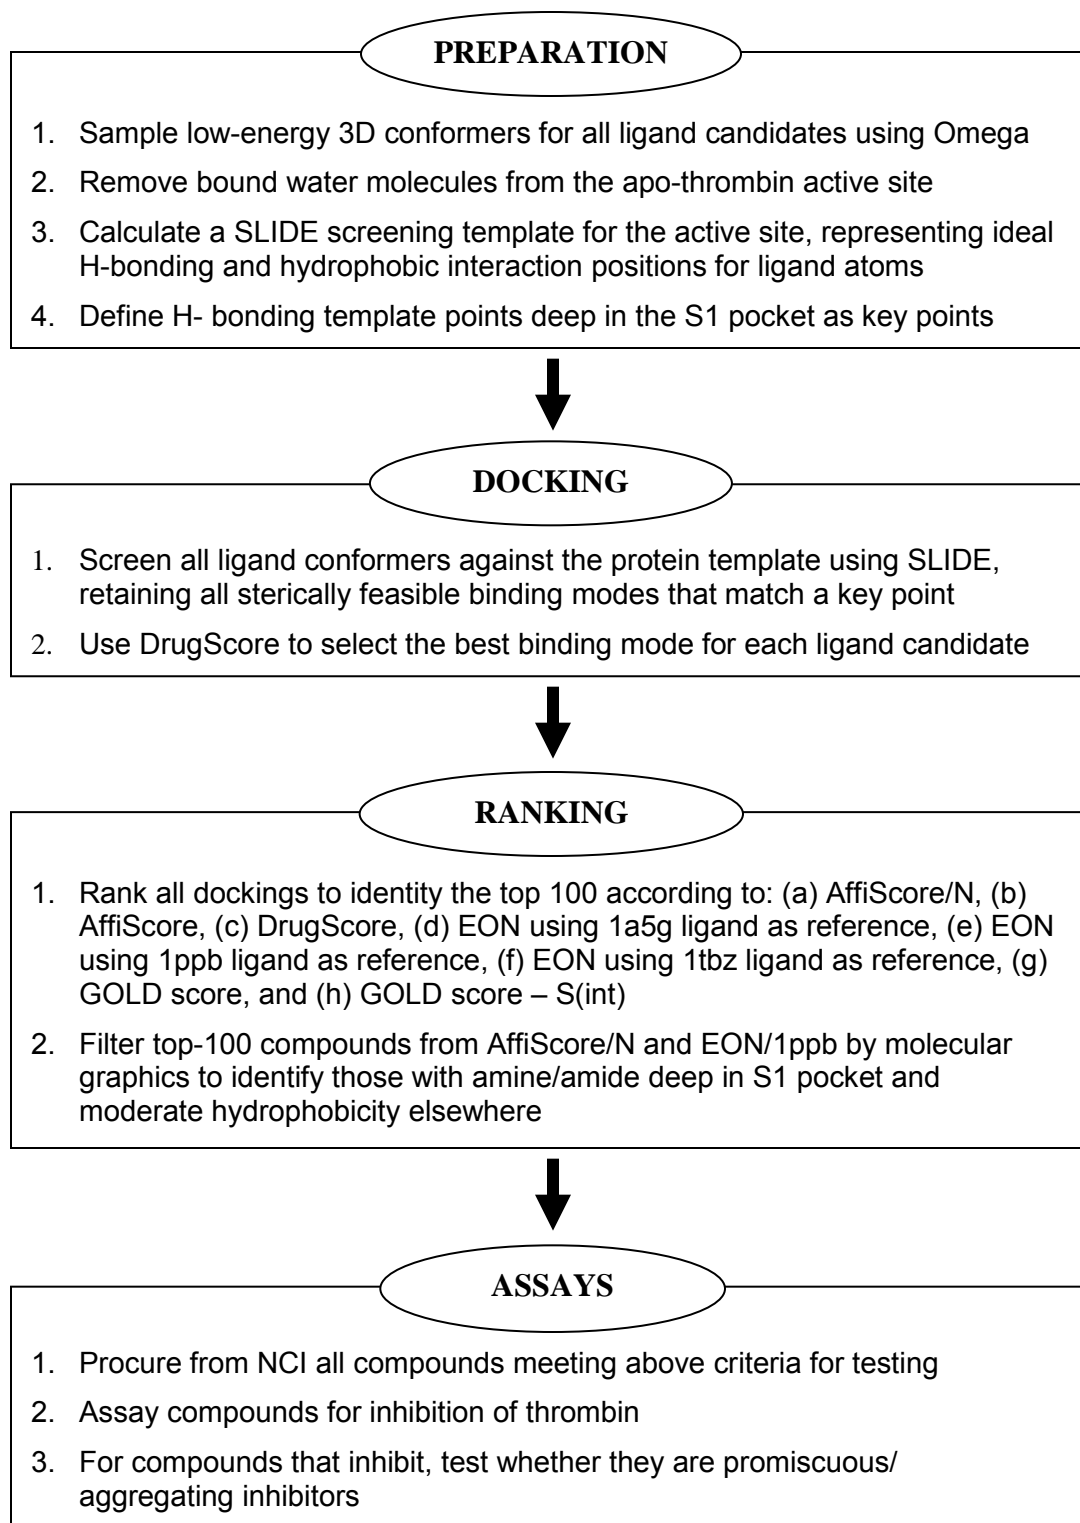 PREPARATION
1. Sample low-energy 3D conformers for all ligand candidates using Omega
2. Remove bound water molecules from the apo-thrombin active site
3. Calculate a SLIDE screening template for the active site, representing ideal
H-bonding and hydrophobic interaction positions for ligand atoms
4. Define H- bonding template points deep in the S1 pocket as key points
DOCKING
1. Screen all ligand conformers against the protein template using SLIDE,
retaining all sterically feasible binding modes that match a key point
2. Use DrugScore to select the best binding mode for each ligand candidate
RANKING
1. Rank all dockings to identity the top 100 according to: (a) AffiScore/N, (b)
AffiScore, (c) DrugScore, (d) EON using 1a5g ligand as reference, (e) EON
using 1ppb ligand as reference, (f) EON using 1tbz ligand as reference, (g)
GOLD score, and (h) GOLD score – S(int)
2. Filter top-100 compounds from AffiScore/N and EON/1ppb by molecular
graphics to identify those with amine/amide deep in S1 pocket and
moderate hydrophobicity elsewhere
ASSAYS
1. Procure from NCI all compounds meeting above criteria for testing
2. Assay compounds for inhibition of thrombin
3. For compounds that inhibit, test whether they are promiscuous/
aggregating inhibitors